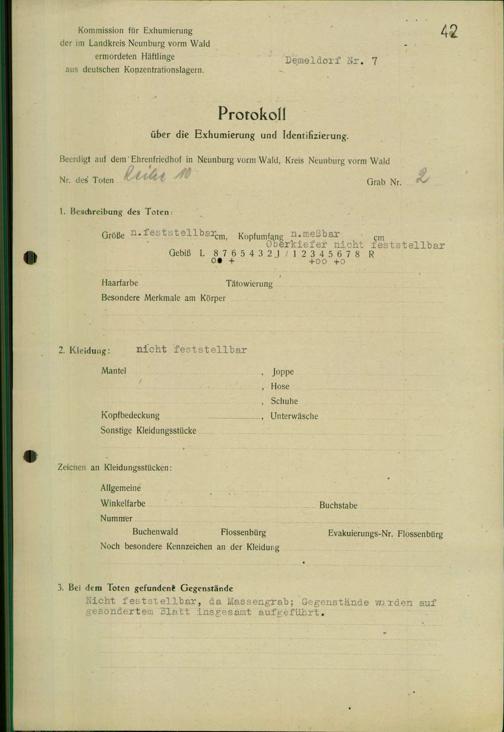 Kommission für Exhumierung
der im Landkreis Neunburg vorm Wald
ermordeten Häftlinge
aus deutschen Konzentrationslagern.
42
Demeldorf Nr. 7
Protokoll
über die Exhumierung und Identifizierung.
Beerdigt auf dem Ehrenfriedhof in Neunburg vorm Wald, Kreis Neunburg vorm Wald
Nr. des Toten Reihe 10 Grab Nr. 2
1. Beschreibung des Toten:
Größe n.feststellbar cm, Kopfumfang n.meßbar cm
Oberkiefer nicht feststellbar
Gebiß L 8 7 6 5 4 3 2 1 / 1 2 3 4 5 6 7 8 R
+oo +o
Haarfarbe Tätowierung
Besondere Merkmale am Körper
2. Kleidung: nicht feststellbar
Mantel , Joppe
, Hose
, Schuhe
Kopfbedeckung , Unterwäsche
Sonstige Kleidungsstücke
Zeichen an Kleidungsstücken:
Allgemeine
Winkelfarbe Buchstabe
Nummer
Buchenwald Flossenbürg Evakuierungs-Nr. Flossenbürg
Noch besondere Kennzeichen an der Kleidung
3. Bei dem Toten gefundene Gegenstände
Nicht feststellbar, da Massengrab; Gegenstände wurden auf
gesondertem Blatt insgesamt aufgeführt.